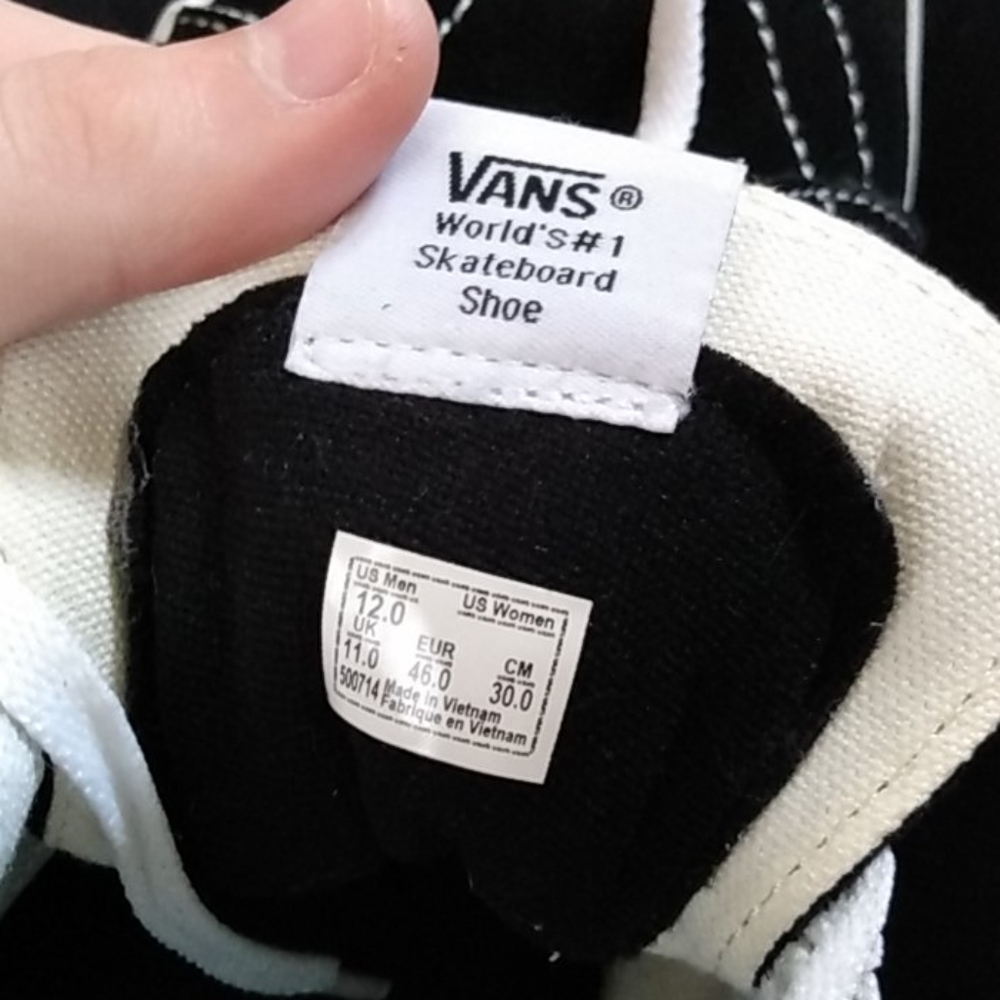 VANS®
World's #1
Skateboard
Shoe
US Men US Women
12.0
UK EUR CM
11.0 46.0 30.0
500714 Made in Vietnam
Fabrique en Vietnam